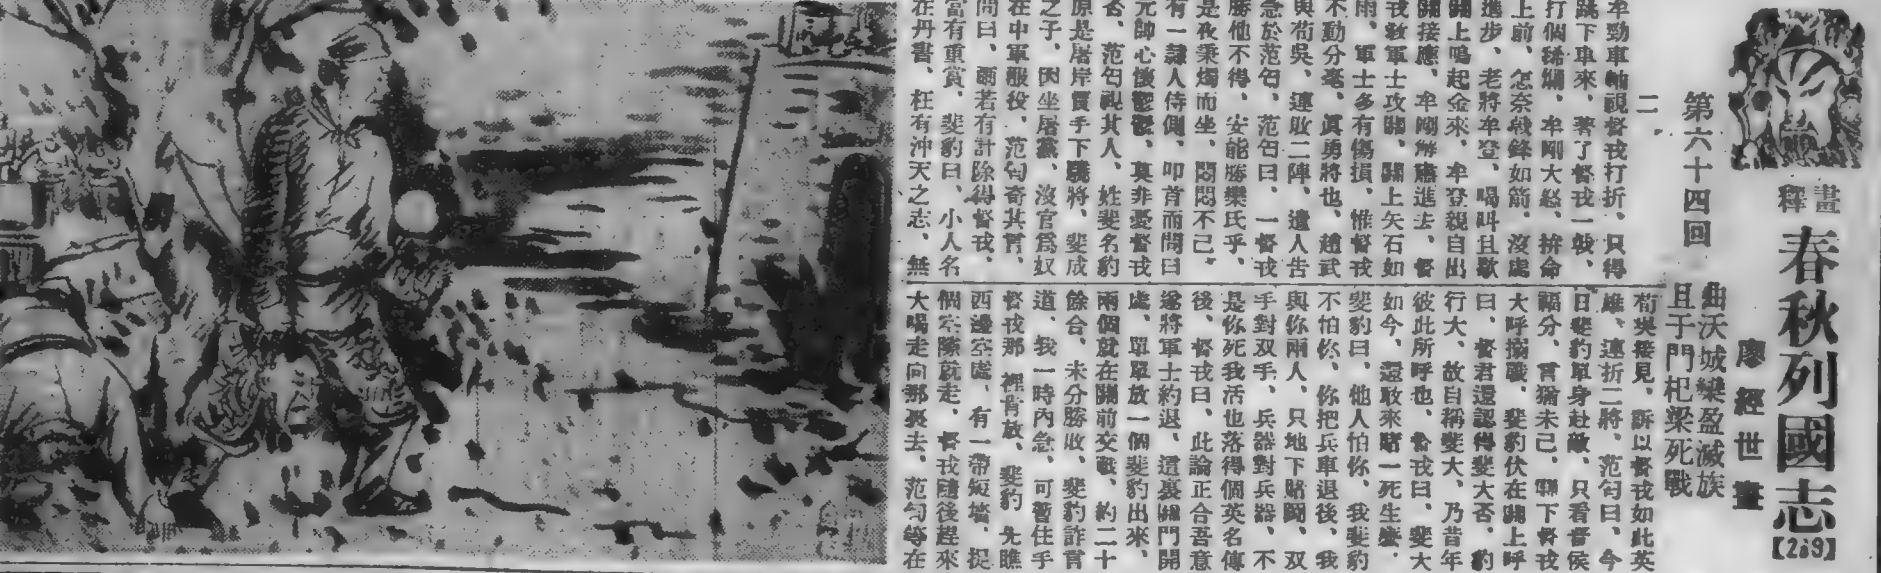 畫釋
春秋列國志
【269】
廖經世畫
第六十四回
曲沃城欒盈滅族
且于門杞梁死戰
二
牟勁車軸被督戎打折、只得
跳下車來、著了督戎一戟、
打個稀爛、牟剛大怒、拚命
上前、怎奈戟鋒如箭、沒處
進步、老將牟登、喝叫且歇
關上鳴起金來、牟登親自出
關接應、牟剛解膊進去、督
戎教軍士攻關、關上矢石如
雨、軍士多有傷損、惟督戎
不動分毫、眞勇將也、趙武
與荀吳、連敗二陣、遣人告
急於范匄、范匄曰、一督戎
勝他不得、安能勝欒氏乎、
是夜秉燭而坐、悶悶不已、
有一隸人侍側、叩首而問曰
元帥心懷鬱鬱、莫非憂督戎
否、范匄視其人、姓斐名豹
原是屠岸賈手下驍將、斐成
之子、因坐屠黨、沒官爲奴
在中軍服役、范匄奇其言、
問曰、爾若有計除得督戎、
當有重賞、斐豹曰、小人名
在丹書、枉有沖天之志、無
荀吳接見、訴以督戎如此英
雄、連折二將、范匄曰、今
日斐豹單身赴敵、只看晉侯
福分、言猶未已、關下督戎
大呼搦戰、斐豹伏在關上呼
曰、督君還認得斐大否、豹
行大、故自稱斐大、乃昔年
彼此所呼也、督戎曰、斐大
如今、還敢來賭一死生麼、
斐豹曰、他人怕你、我斐豹
不怕你、你把兵車退後、我
與你兩人、只地下賭鬪、双
手對双手、兵器對兵器、不
是你死我活也落得個英名傳
後、督戎曰、此論正合吾意
遂將軍士約退、這裏關門開
處、單單放一個斐豹出來、
兩個就在關前交戰、約二十
餘合、未分勝敗、斐豹詐言
道、我一時內急、可暫住手
督戎那裡肯放、斐豹先瞧
西邊空處、有一帶短墻、捉
個空隙就走、督戎隨後趕來
大喝走向那裏去、范匄等在